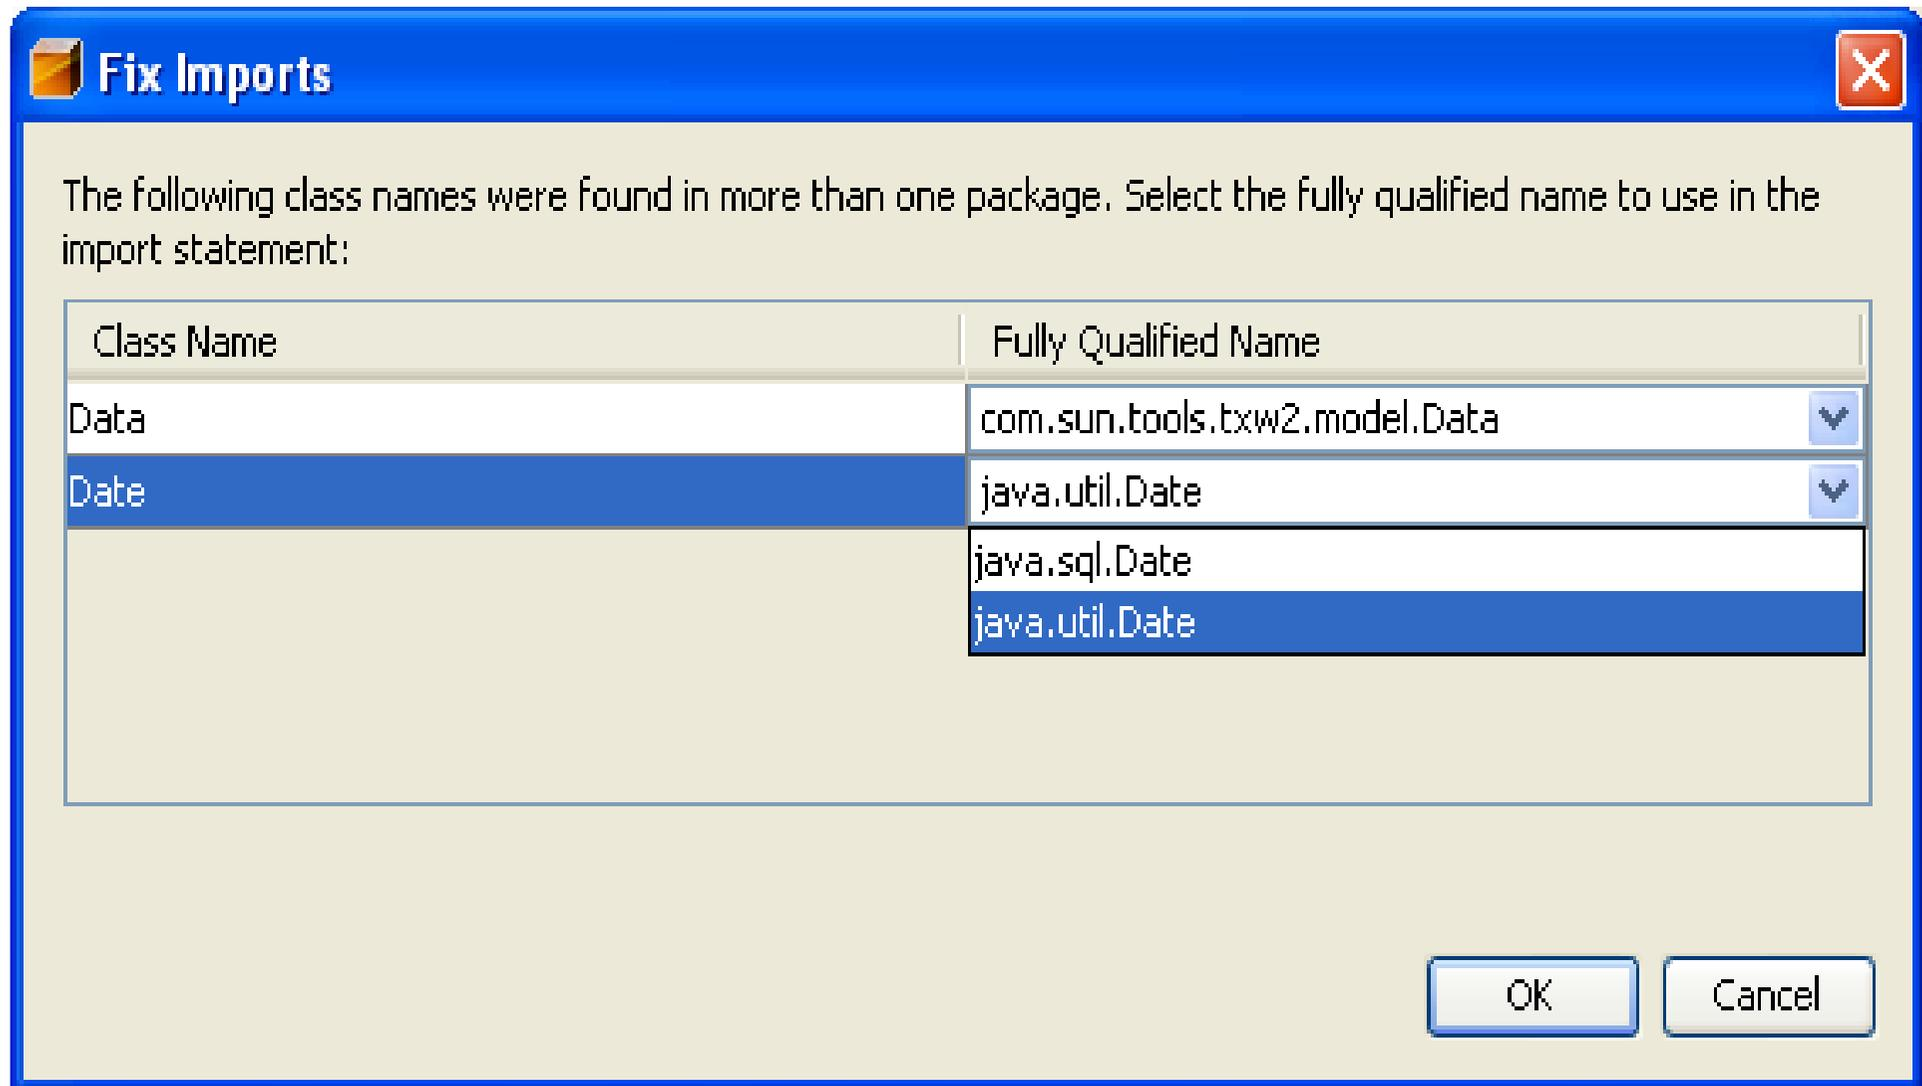 Fix Imports
The following class names were found in more than one package. Select the fully qualified name to use in the
import statement:
Class Name Fully Qualified Name
Data com.sun.tools.txw2.model.Data
Date java.util.Date
java.sql.Date
java.util.Date
OK Cancel